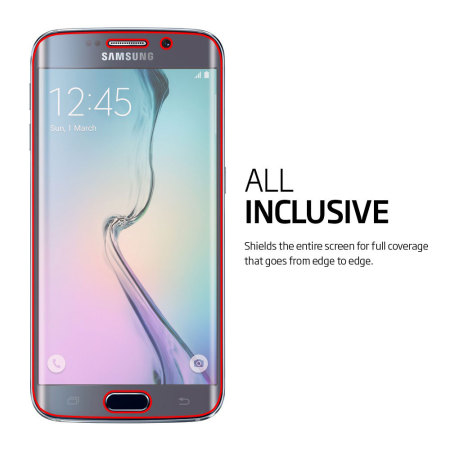 SAMSUNG
12:45
Sun, 1 March
ALL
INCLUSIVE
Shields the entire screen for full coverage
that goes from edge to edge.